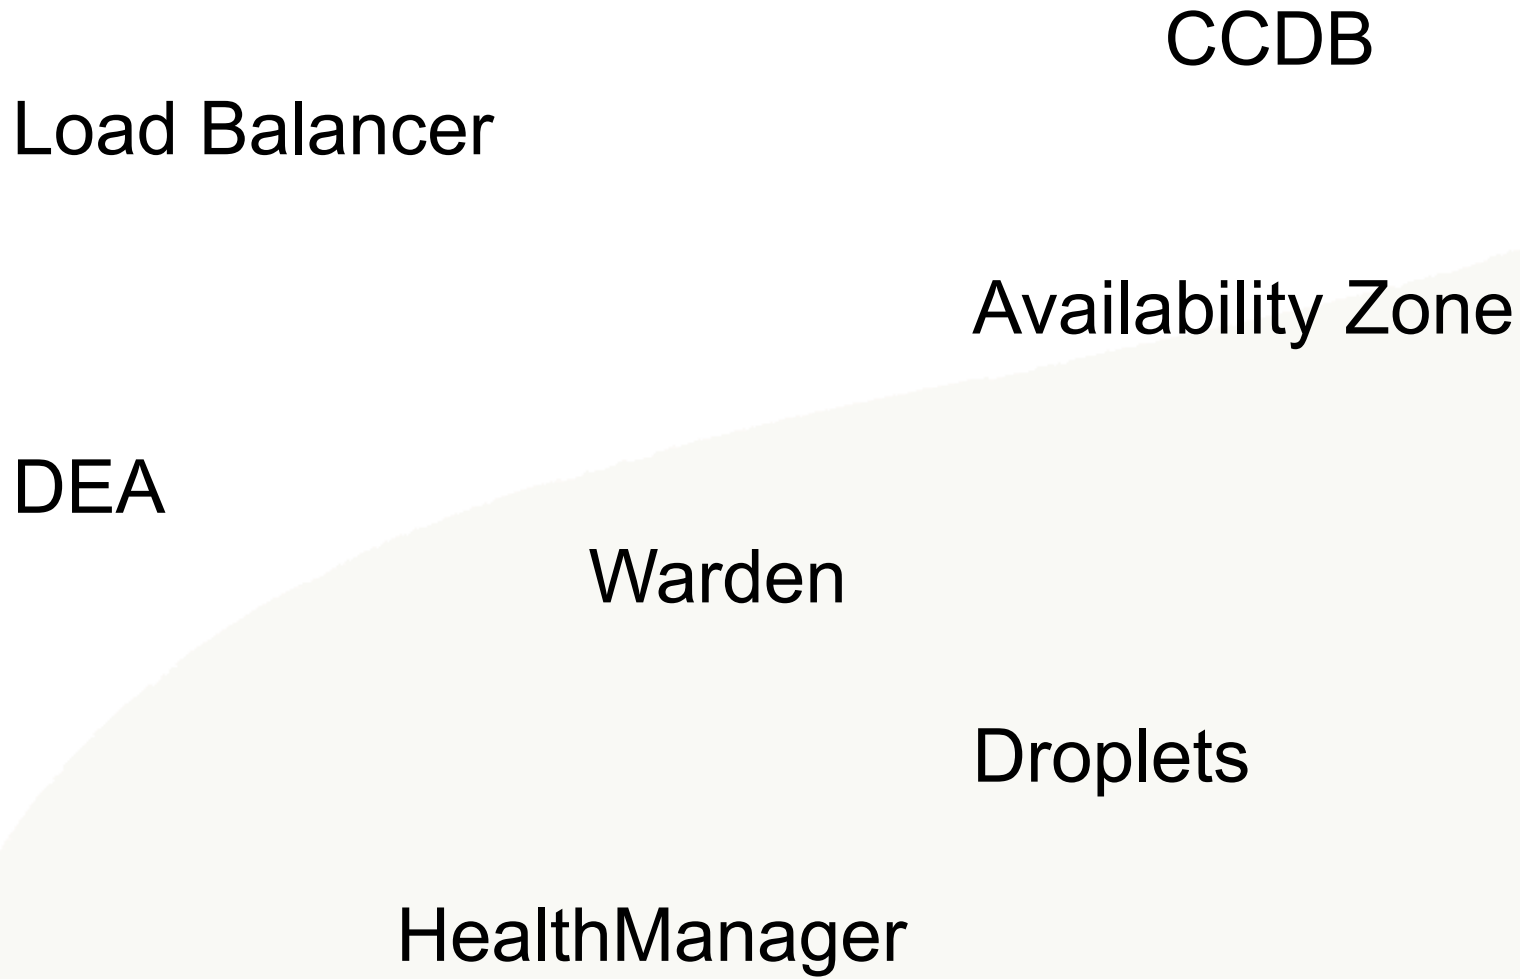 CCDB
Load Balancer
Availability Zone
DEA
Warden
Droplets
HealthManager